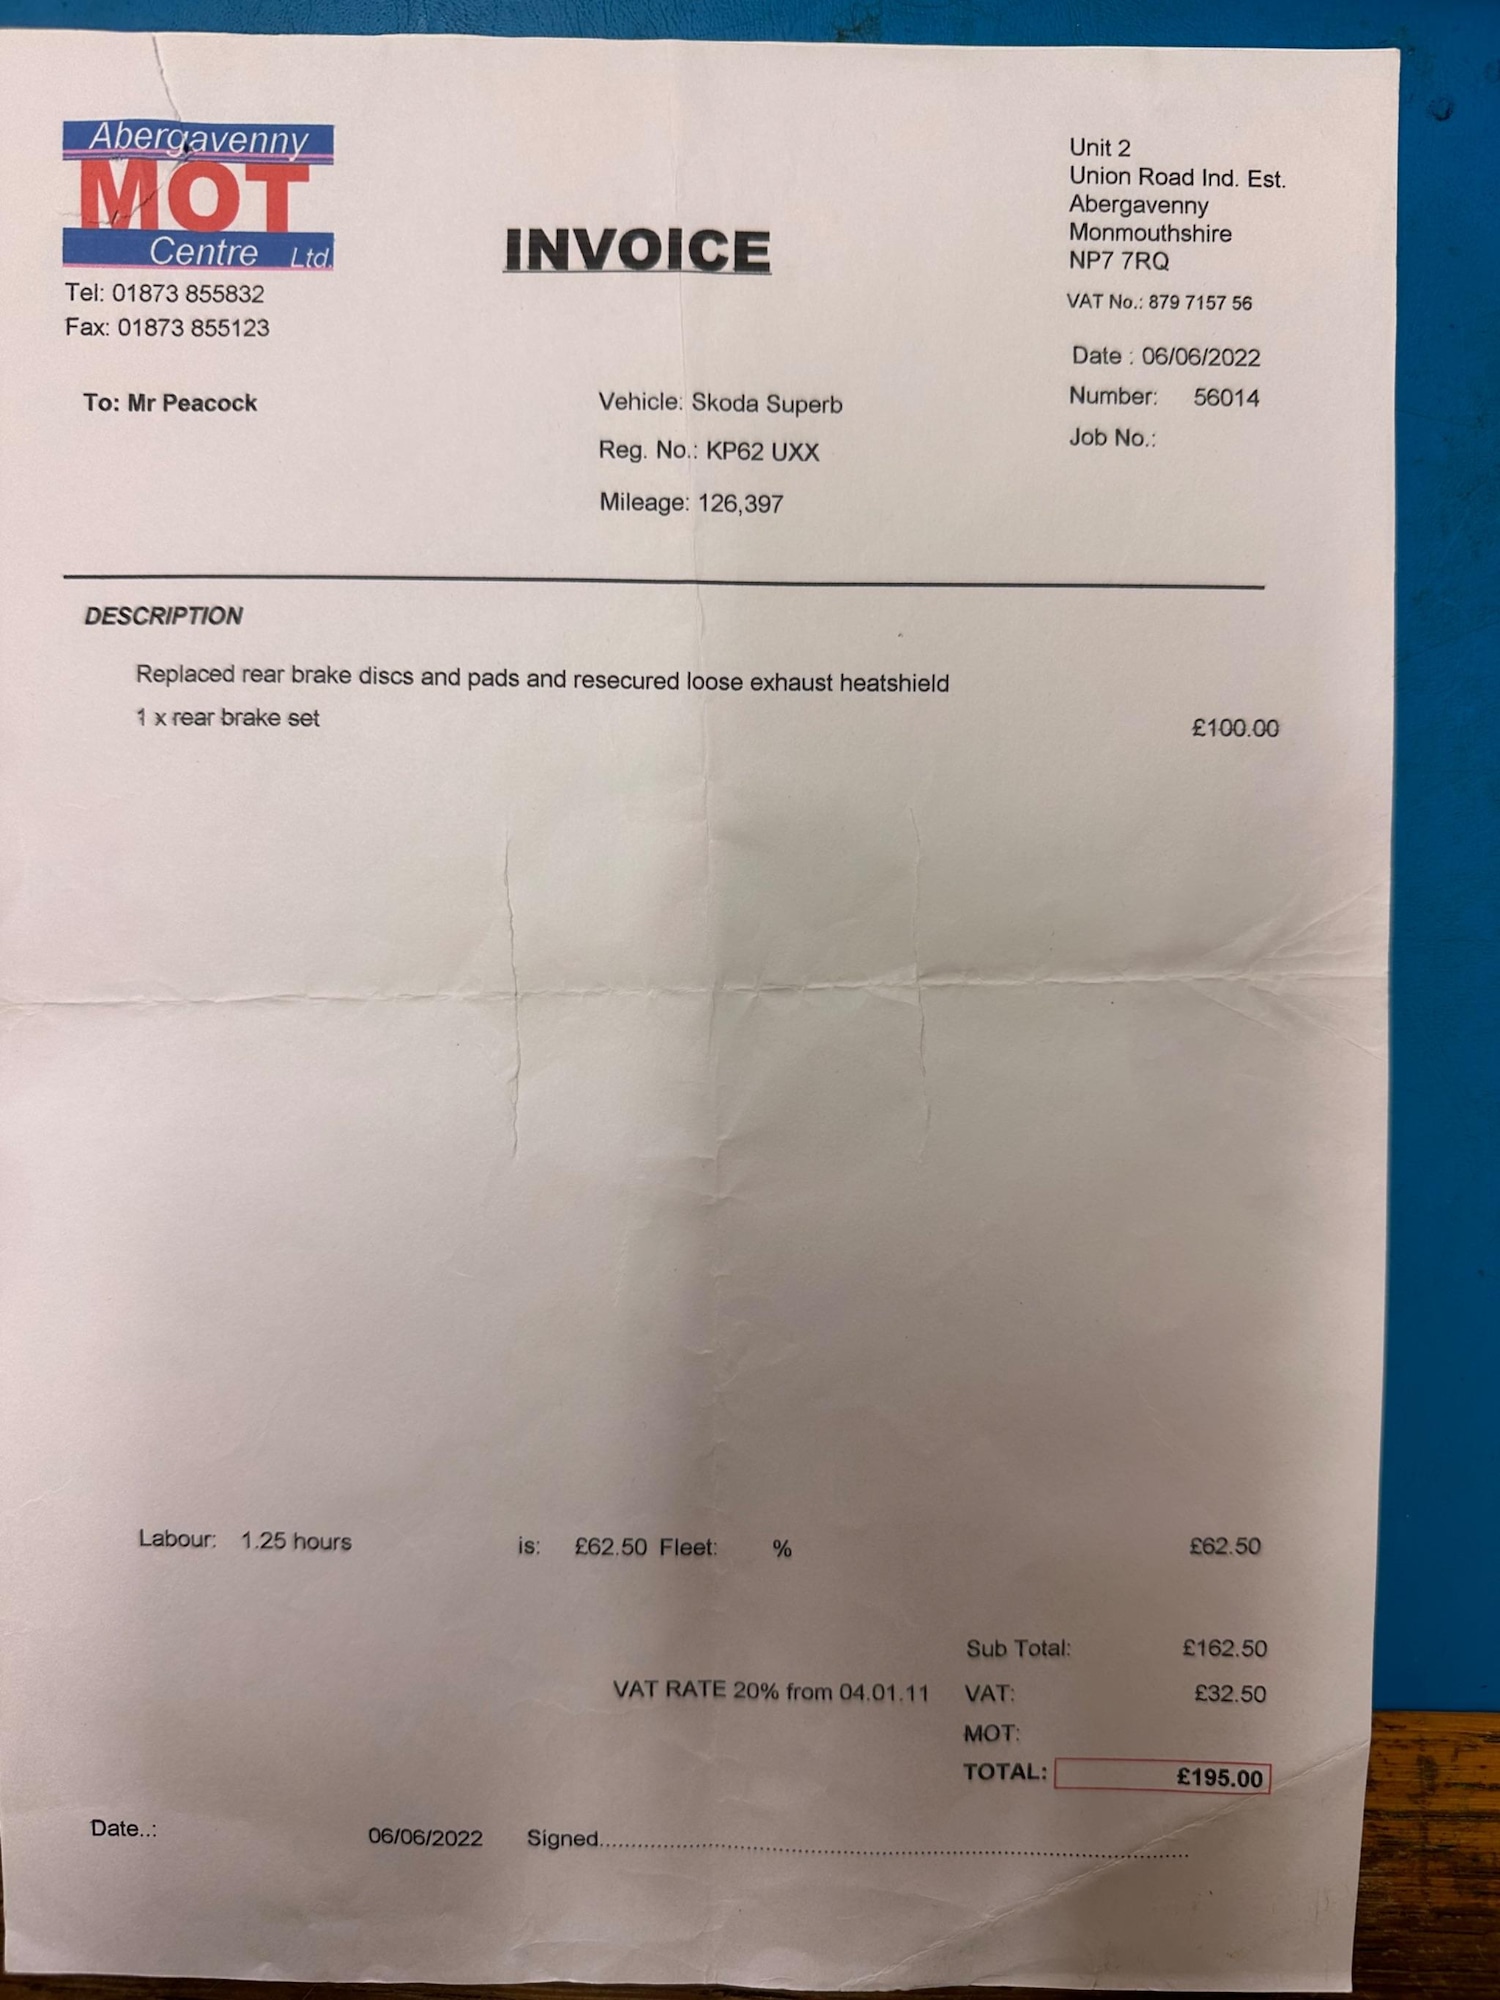 Abergavenny
MOT
Centre Ltd.
Tel: 01873 855832
Fax: 01873 855123
INVOICE
Unit 2
Union Road Ind. Est.
Abergavenny
Monmouthshire
NP7 7RQ
VAT No.: 879 7157 56
Date : 06/06/2022
Number: 56014
Job No.:
To: Mr Peacock
Vehicle: Skoda Superb
Reg. No.: KP62 UXX
Mileage: 126,397
DESCRIPTION
Replaced rear brake discs and pads and resecured loose exhaust heatshield
1 x rear brake set £100.00
Labour: 1.25 hours is: £62.50 Fleet: % £62.50
Sub Total: £162.50
VAT RATE 20% from 04.01.11 VAT: £32.50
MOT:
TOTAL: £195.00
Date..: 06/06/2022 Signed..........................................................................................